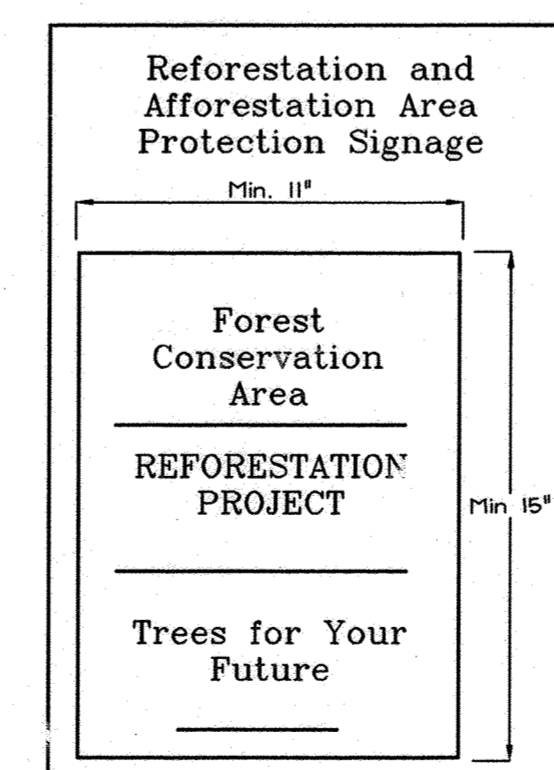 Reforestation and
Afforestation Area
Protection Signage
Min. 11"
Forest
Conservation
Area
REFORESTATION
PROJECT
Min 15"
Trees for Your
Future